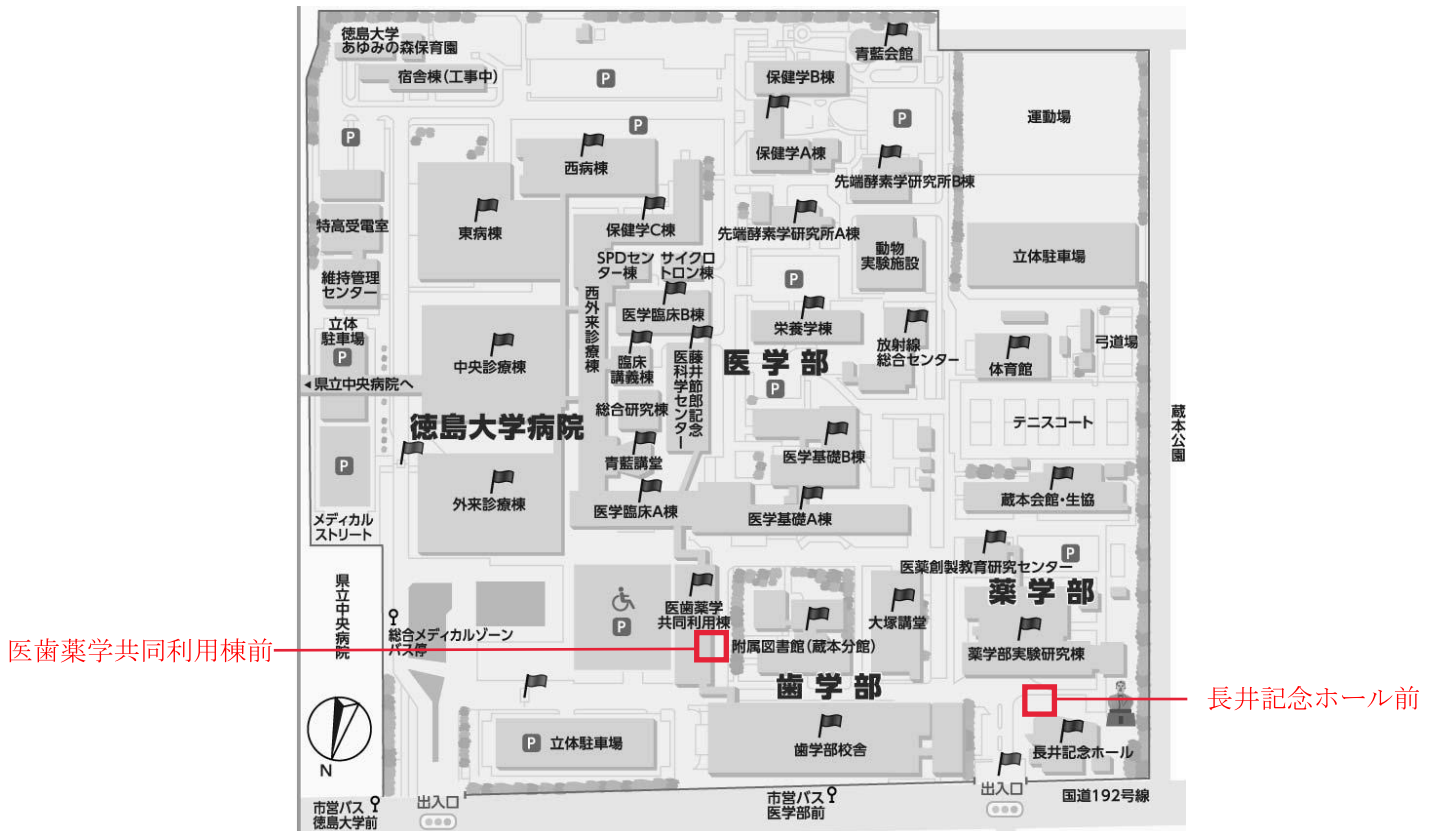 徳島大学
あゆみの森保育園
宿舎棟(工事中)
P
P
P
青藍会館
保健学B棟
P
運動場
西病棟
保健学A棟
先端酵素学研究所B棟
特高受電室
東病棟
保健学C棟
先端酵素学研究所A棟
動物
実験施設
立体駐車場
維持管理
センター
SPDセン
ター棟
サイクロ
トロン棟
P
西外来診療棟
医学臨床B棟
栄養学棟
放射線
総合センター
体育館
弓道場
立体
駐車場
P
中央診療棟
臨床
講義棟
藤井節郎記念
医科学センター
医学部
P
県立中央病院へ
総合研究棟
テニスコート
蔵本公園
徳島大学病院
P
青藍講堂
医学基礎B棟
外来診療棟
医学臨床A棟
医学基礎A棟
蔵本会館・生協
メディカル
ストリート
医薬創製教育研究センター
P
薬学部
県立中央病院
医歯薬学
共同利用棟
P
大塚講堂
総合メディカルゾーン
バス停
附属図書館(蔵本分館)
薬学部実験研究棟
医歯薬学共同利用棟前
歯学部
長井記念ホール前
P 立体駐車場
歯学部校舎
長井記念ホール
N
市営バス
徳島大学前
出入口
市営バス
医学部前
出入口
国道192号線